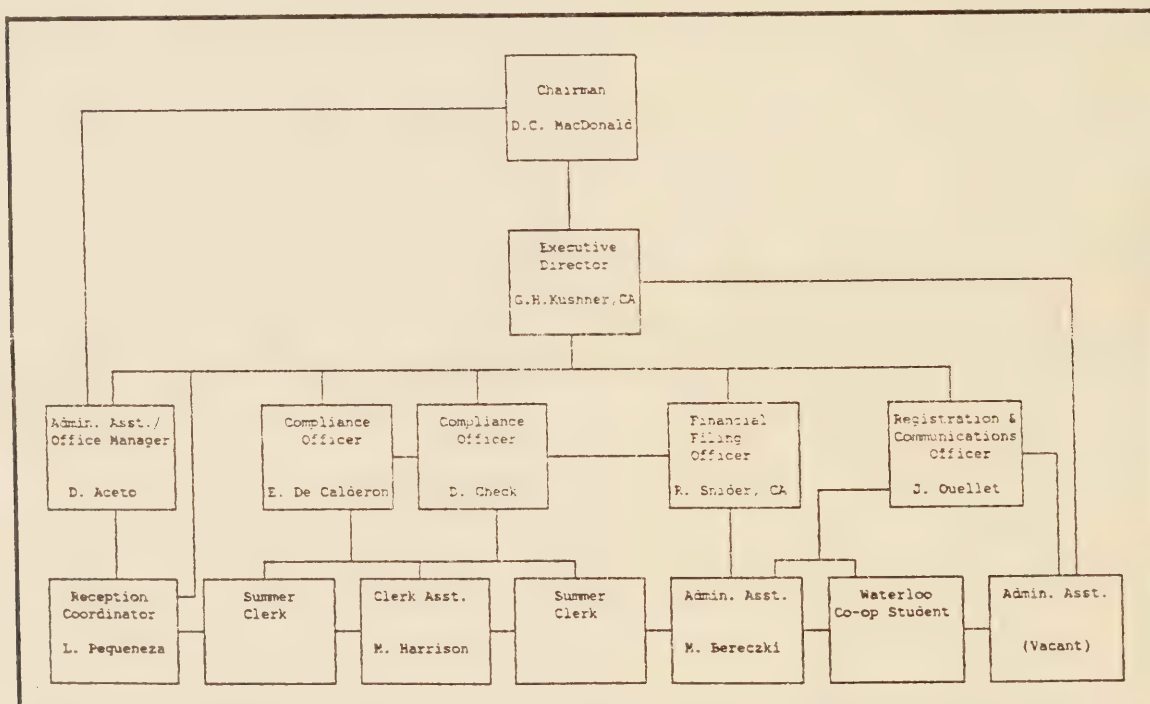 Chairman
D.C. MacDonald
Executive
Director
G.H.Kushner,CA
Admin. Asst./
Office Manager
D. Aceto
Compliance
Officer
E. De Calderon
Compliance
Officer
D. Check
Financial
Filing
Officer
R. Snider, CA
Registration &
Communications
Officer
J. Ouellet
Reception
Coordinator
L. Pequeneza
Summer
Clerk
Clerk Asst.
M. Harrison
Summer
Clerk
Admin. Asst.
M. Bereczki
Waterloo
Co-op Student
Admin. Asst.
(Vacant)